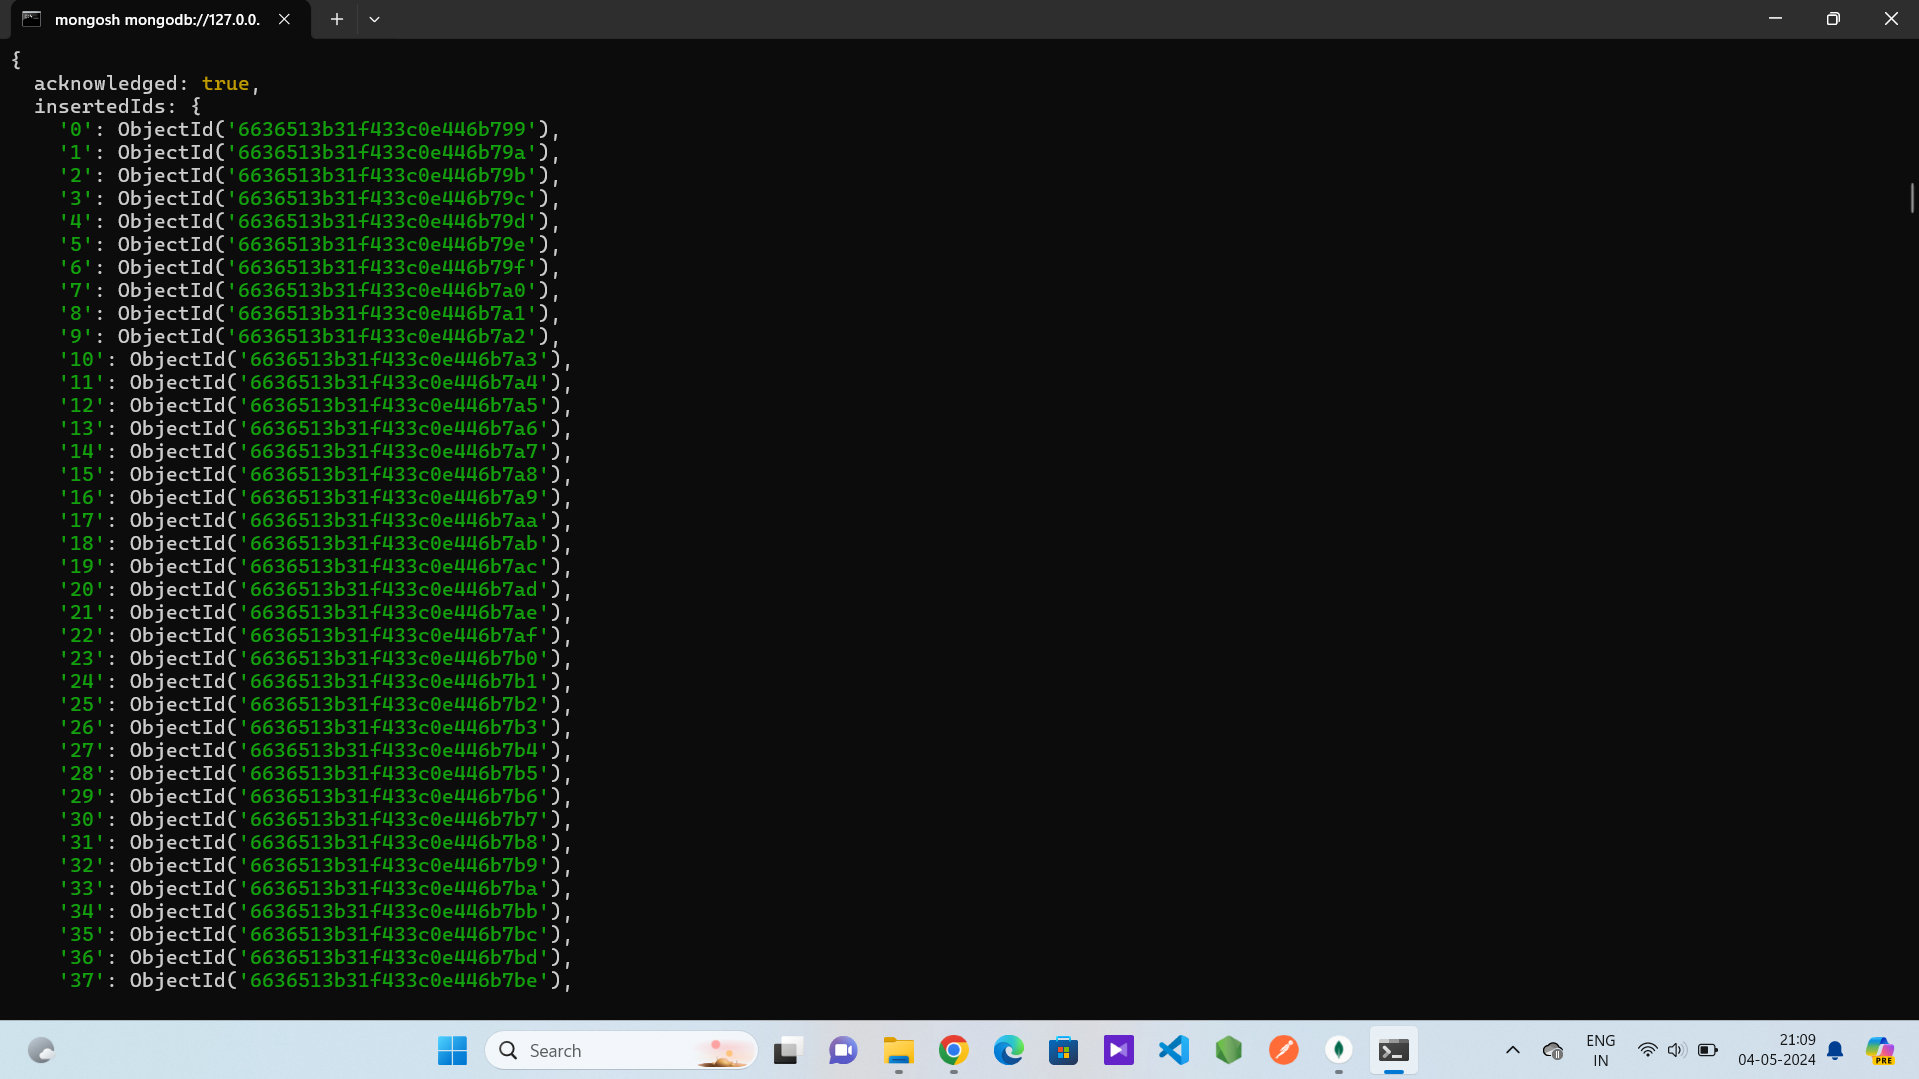 mongosh mongodb://127.0.0.
{
  acknowledged: true,
  insertedIds: {
    '0': ObjectId('6636513b31f433c0e446b799'),
    '1': ObjectId('6636513b31f433c0e446b79a'),
    '2': ObjectId('6636513b31f433c0e446b79b'),
    '3': ObjectId('6636513b31f433c0e446b79c'),
    '4': ObjectId('6636513b31f433c0e446b79d'),
    '5': ObjectId('6636513b31f433c0e446b79e'),
    '6': ObjectId('6636513b31f433c0e446b79f'),
    '7': ObjectId('6636513b31f433c0e446b7a0'),
    '8': ObjectId('6636513b31f433c0e446b7a1'),
    '9': ObjectId('6636513b31f433c0e446b7a2'),
    '10': ObjectId('6636513b31f433c0e446b7a3'),
    '11': ObjectId('6636513b31f433c0e446b7a4'),
    '12': ObjectId('6636513b31f433c0e446b7a5'),
    '13': ObjectId('6636513b31f433c0e446b7a6'),
    '14': ObjectId('6636513b31f433c0e446b7a7'),
    '15': ObjectId('6636513b31f433c0e446b7a8'),
    '16': ObjectId('6636513b31f433c0e446b7a9'),
    '17': ObjectId('6636513b31f433c0e446b7aa'),
    '18': ObjectId('6636513b31f433c0e446b7ab'),
    '19': ObjectId('6636513b31f433c0e446b7ac'),
    '20': ObjectId('6636513b31f433c0e446b7ad'),
    '21': ObjectId('6636513b31f433c0e446b7ae'),
    '22': ObjectId('6636513b31f433c0e446b7af'),
    '23': ObjectId('6636513b31f433c0e446b7b0'),
    '24': ObjectId('6636513b31f433c0e446b7b1'),
    '25': ObjectId('6636513b31f433c0e446b7b2'),
    '26': ObjectId('6636513b31f433c0e446b7b3'),
    '27': ObjectId('6636513b31f433c0e446b7b4'),
    '28': ObjectId('6636513b31f433c0e446b7b5'),
    '29': ObjectId('6636513b31f433c0e446b7b6'),
    '30': ObjectId('6636513b31f433c0e446b7b7'),
    '31': ObjectId('6636513b31f433c0e446b7b8'),
    '32': ObjectId('6636513b31f433c0e446b7b9'),
    '33': ObjectId('6636513b31f433c0e446b7ba'),
    '34': ObjectId('6636513b31f433c0e446b7bb'),
    '35': ObjectId('6636513b31f433c0e446b7bc'),
    '36': ObjectId('6636513b31f433c0e446b7bd'),
    '37': ObjectId('6636513b31f433c0e446b7be'),
Search
ENG
IN
21:09
04-05-2024
PRE